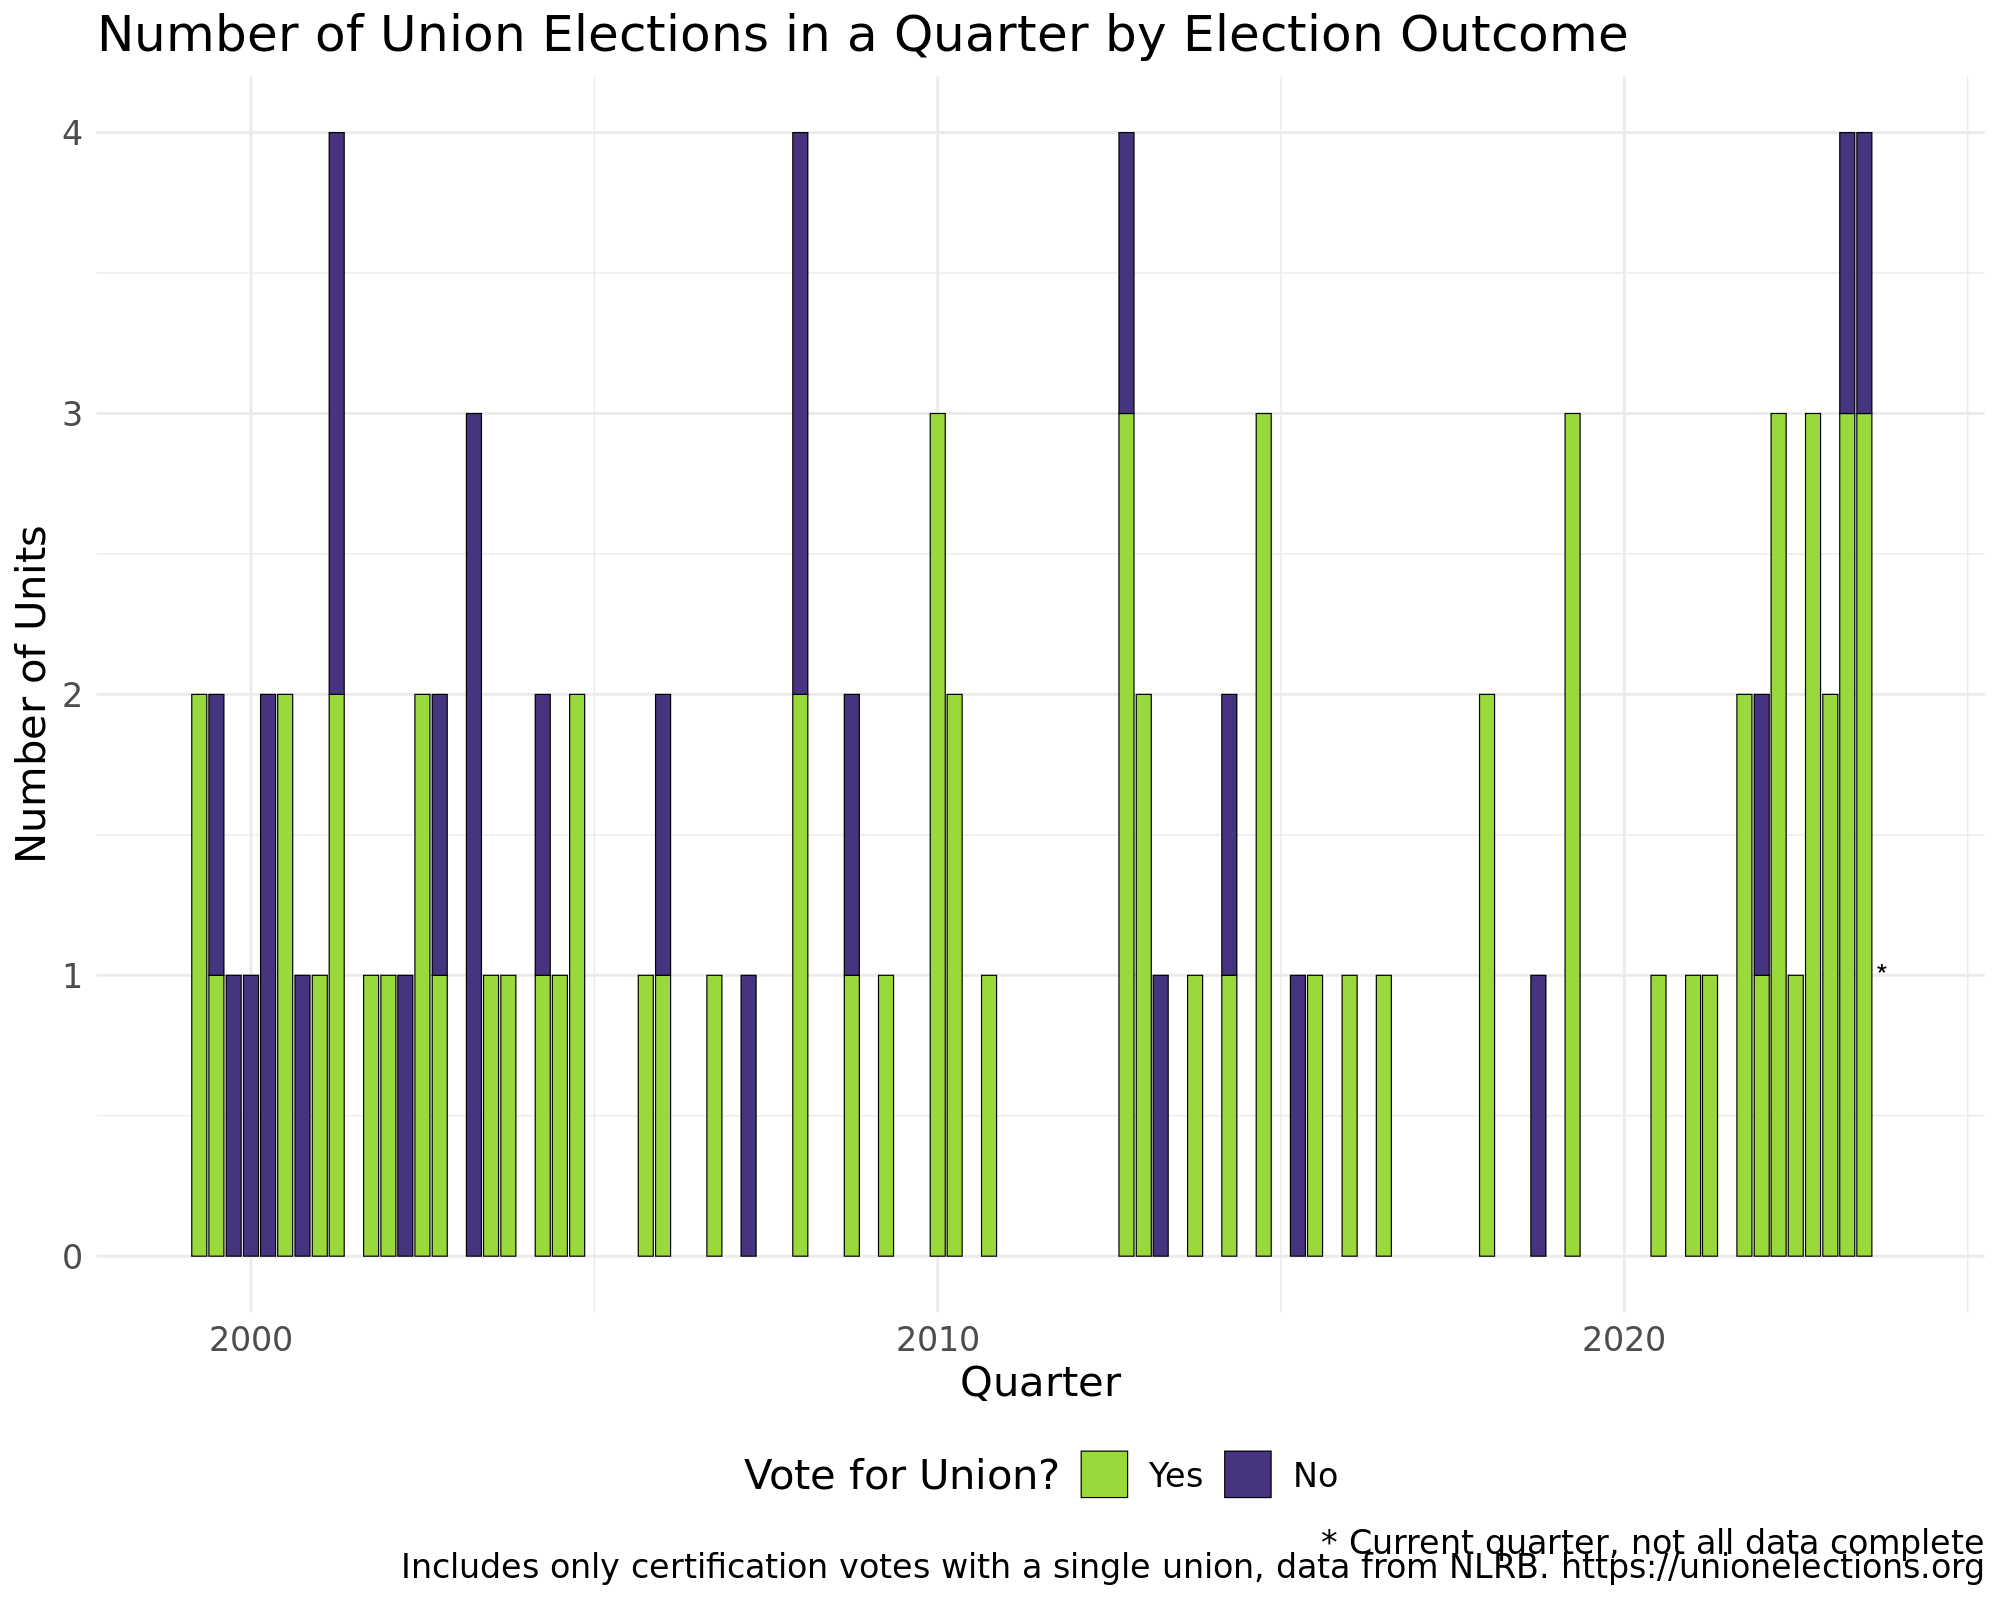 Number of Union Elections in a Quarter by Election Outcome
Number of Units
4
3
2
1
0
*
2000 2010 2020
Quarter
Vote for Union? Yes No
* Current quarter, not all data complete
Includes only certification votes with a single union, data from NLRB. https://unionelections.org